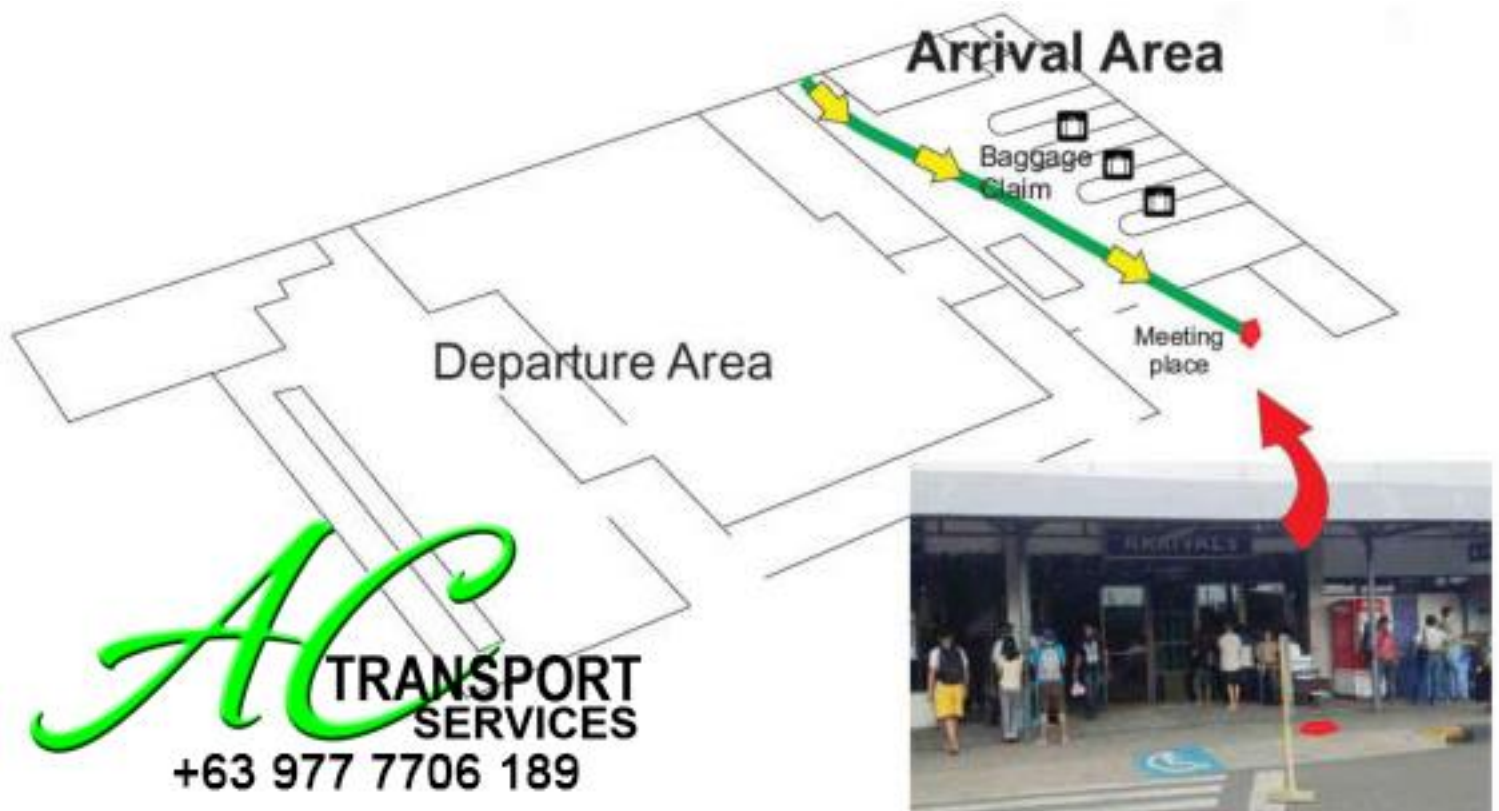 Arrival Area
Baggage
Claim
Departure Area
Meeting
place
ARRIVALS
AC
TRANSPORT
SERVICES
+63 977 7706 189